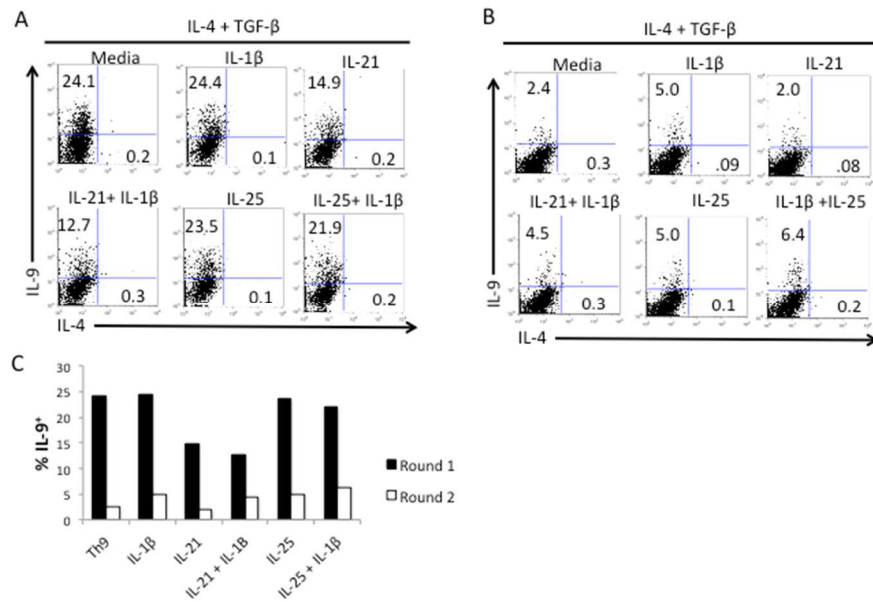 A
IL-4 + TGF-β
Media IL-1β IL-21
24.1 24.4 14.9
0.2 0.1 0.2
IL-21+ IL-1β IL-25 IL-25+ IL-1β
12.7 23.5 21.9
0.3 0.1 0.2
IL-9
IL-4
B
IL-4 + TGF-β
Media IL-1β IL-21
2.4 5.0 2.0
0.3 .09 .08
IL-21+ IL-1β IL-25 IL-1β +IL-25
4.5 5.0 6.4
0.3 0.1 0.2
IL-9
IL-4
C
% IL-9⁺
30
25
20
15
10
5
0
Th9 IL-1β IL-21 IL-21 + IL-1B IL-25 IL-25 + IL-1β
Round 1
Round 2